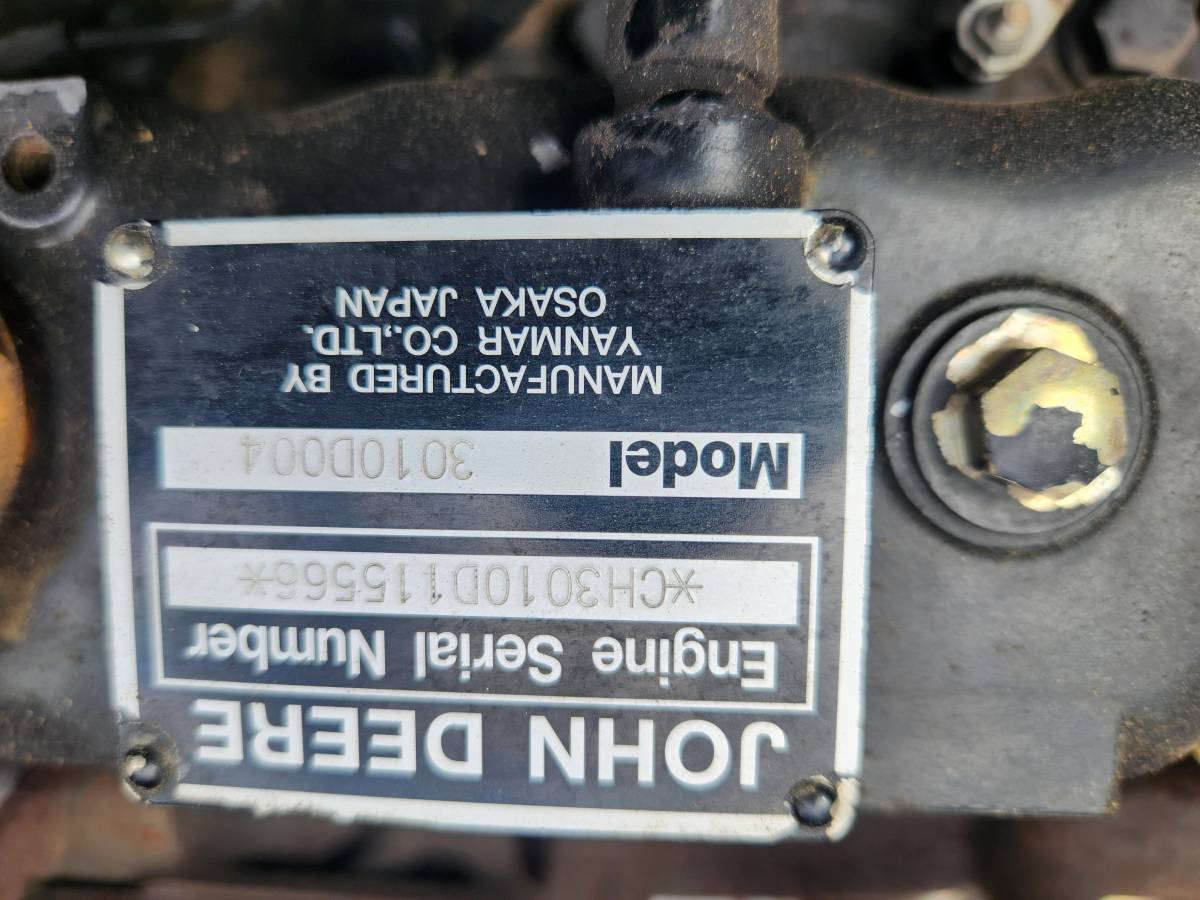 JOHN DEERE
Engine Serial Number
*CH3010D115566*
Model 3010D004
MANUFACTURED BY
YANMAR CO.,LTD.
OSAKA JAPAN